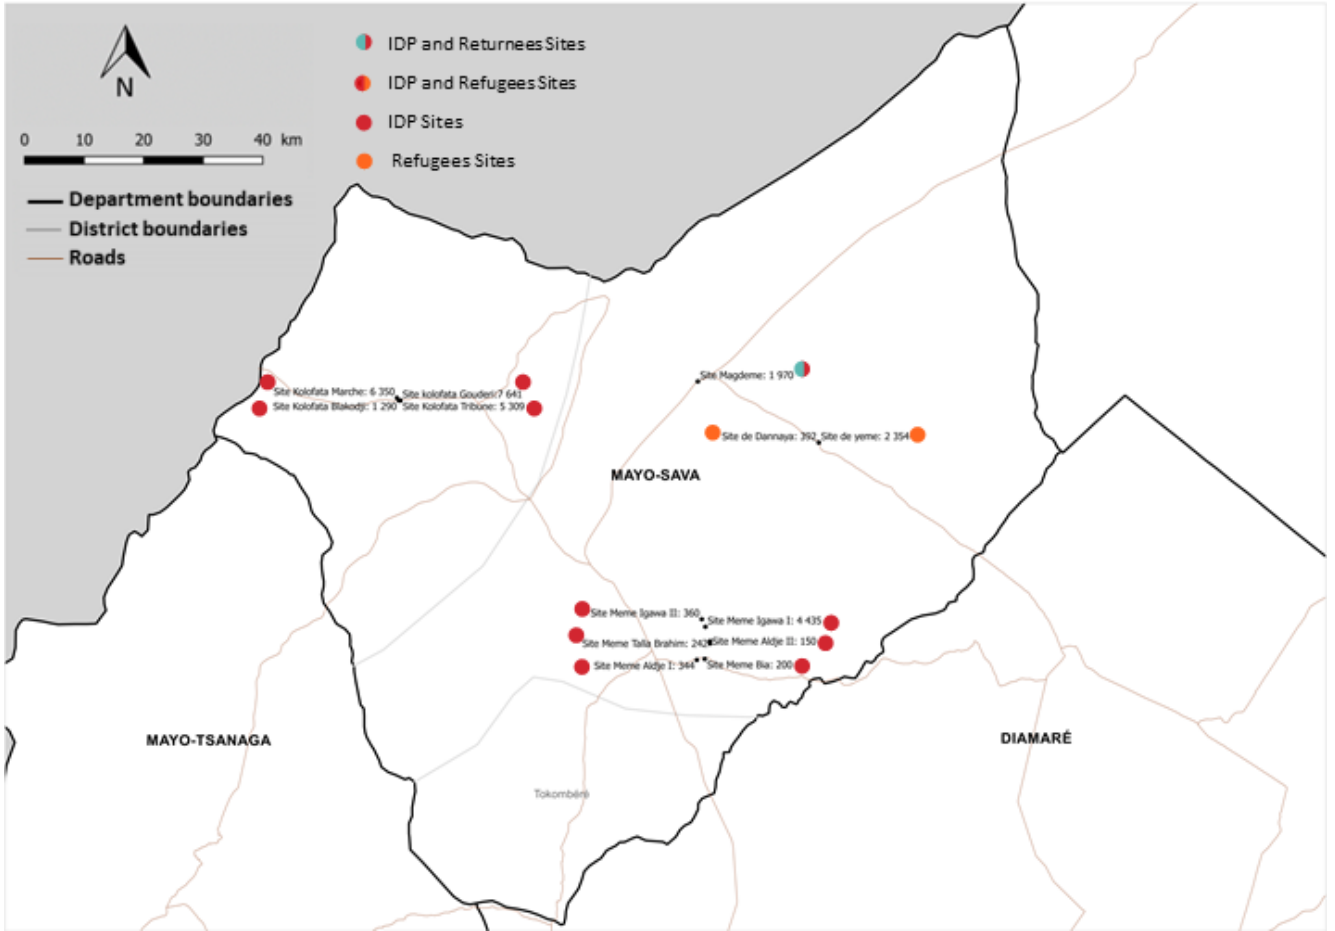 N
0 10 20 30 40 km
Department boundaries
District boundaries
Roads
IDP and Returnees Sites
IDP and Refugees Sites
IDP Sites
Refugees Sites
Site Kolofata Marche: 6 350
Site kolofata Gouderi:7 641
Site Kolofata Blakodji: 1 290
Site Kolofata Tribune: 5 309
Site Magdeme: 1 970
Site de Dannaya: 392
Site de yeme: 2 354
MAYO-SAVA
Site Meme Igawa II: 360
Site Meme Igawa I: 4 435
Site Meme Talla Brahim: 242
Site Meme Aldje II: 150
Site Meme Aldje I: 344
Site Meme Bia: 200
MAYO-TSANAGA
DIAMARÉ
Tokombéré